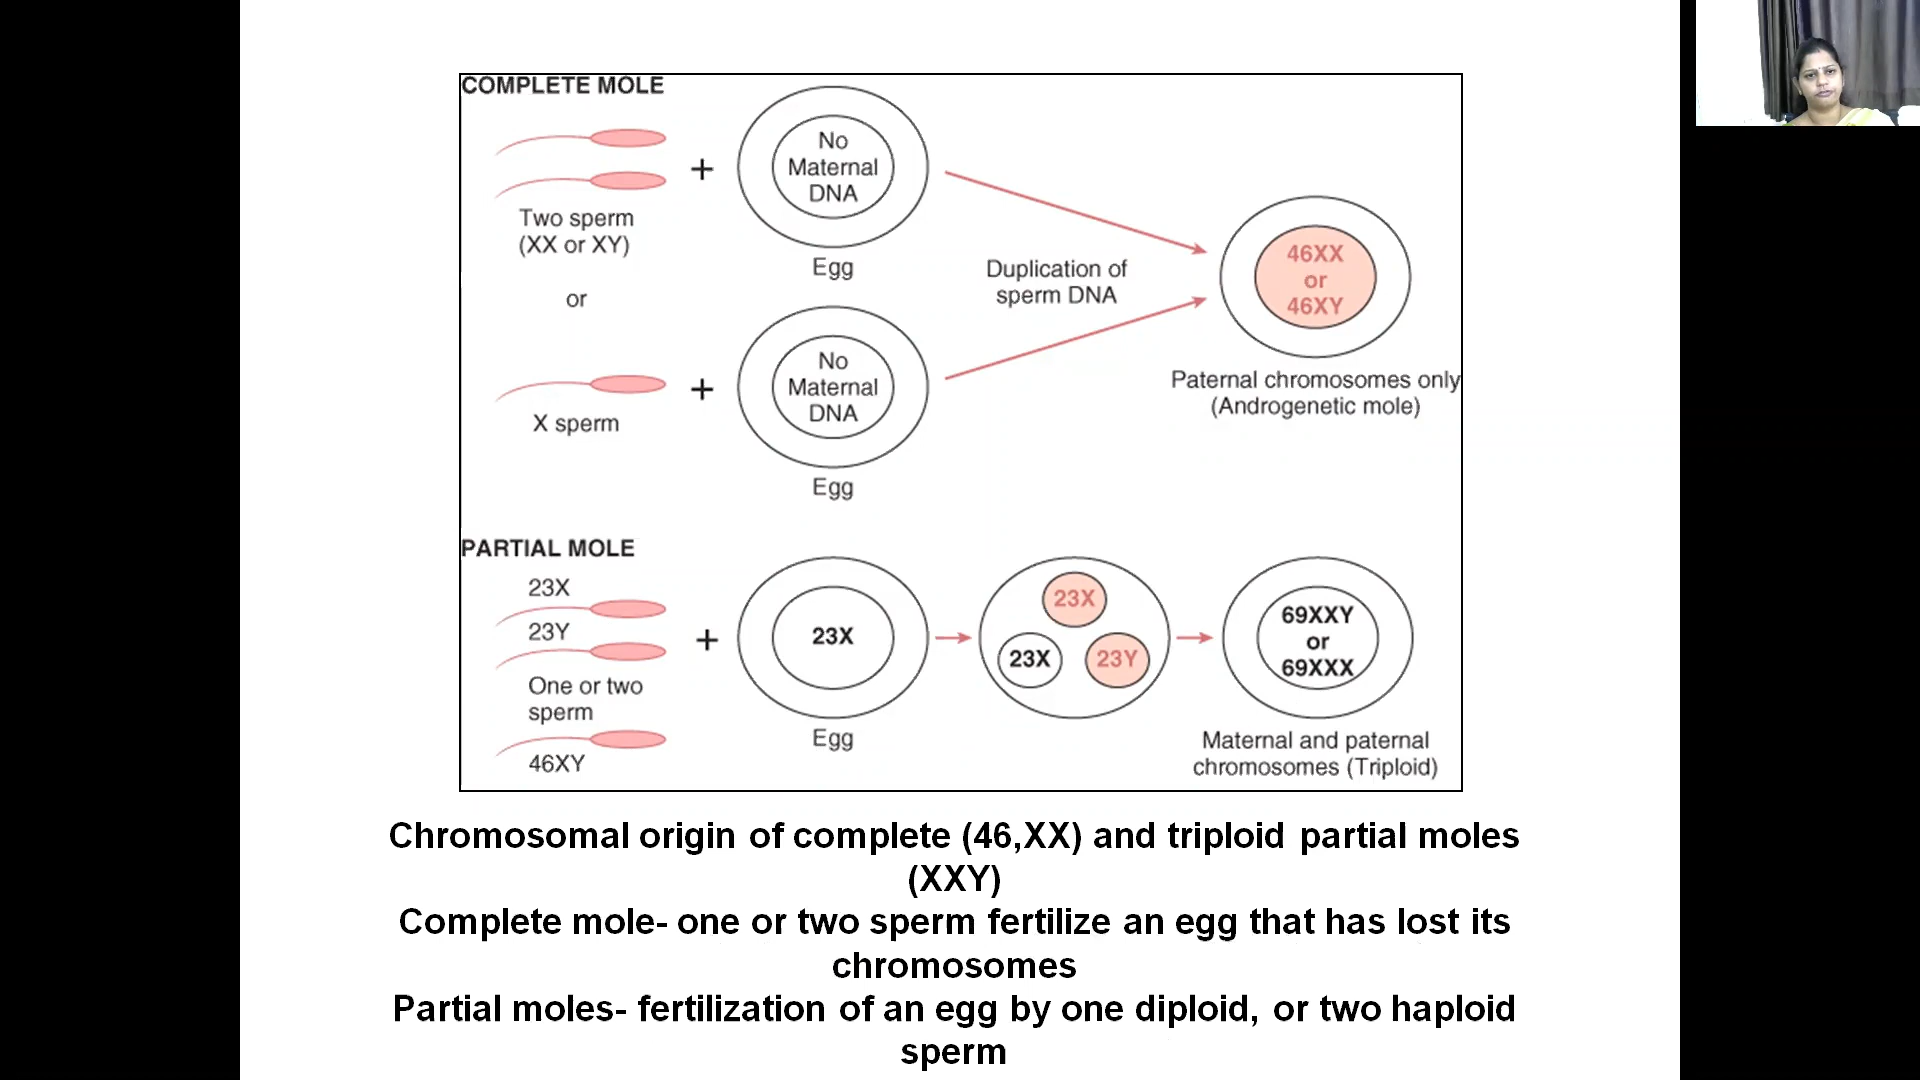 COMPLETE MOLE
Two sperm
(XX or XY)
or
X sperm
+
No
Maternal
DNA
Egg
+
No
Maternal
DNA
Egg
Duplication of
sperm DNA
46XX
or
46XY
Paternal chromosomes only
(Androgenetic mole)
PARTIAL MOLE
23X
23Y
One or two
sperm
46XY
+
23X
Egg
23X
23X
23Y
69XXY
or
69XXX
Maternal and paternal
chromosomes (Triploid)
Chromosomal origin of complete (46,XX) and triploid partial moles
(XXY)
Complete mole- one or two sperm fertilize an egg that has lost its
chromosomes
Partial moles- fertilization of an egg by one diploid, or two haploid
sperm